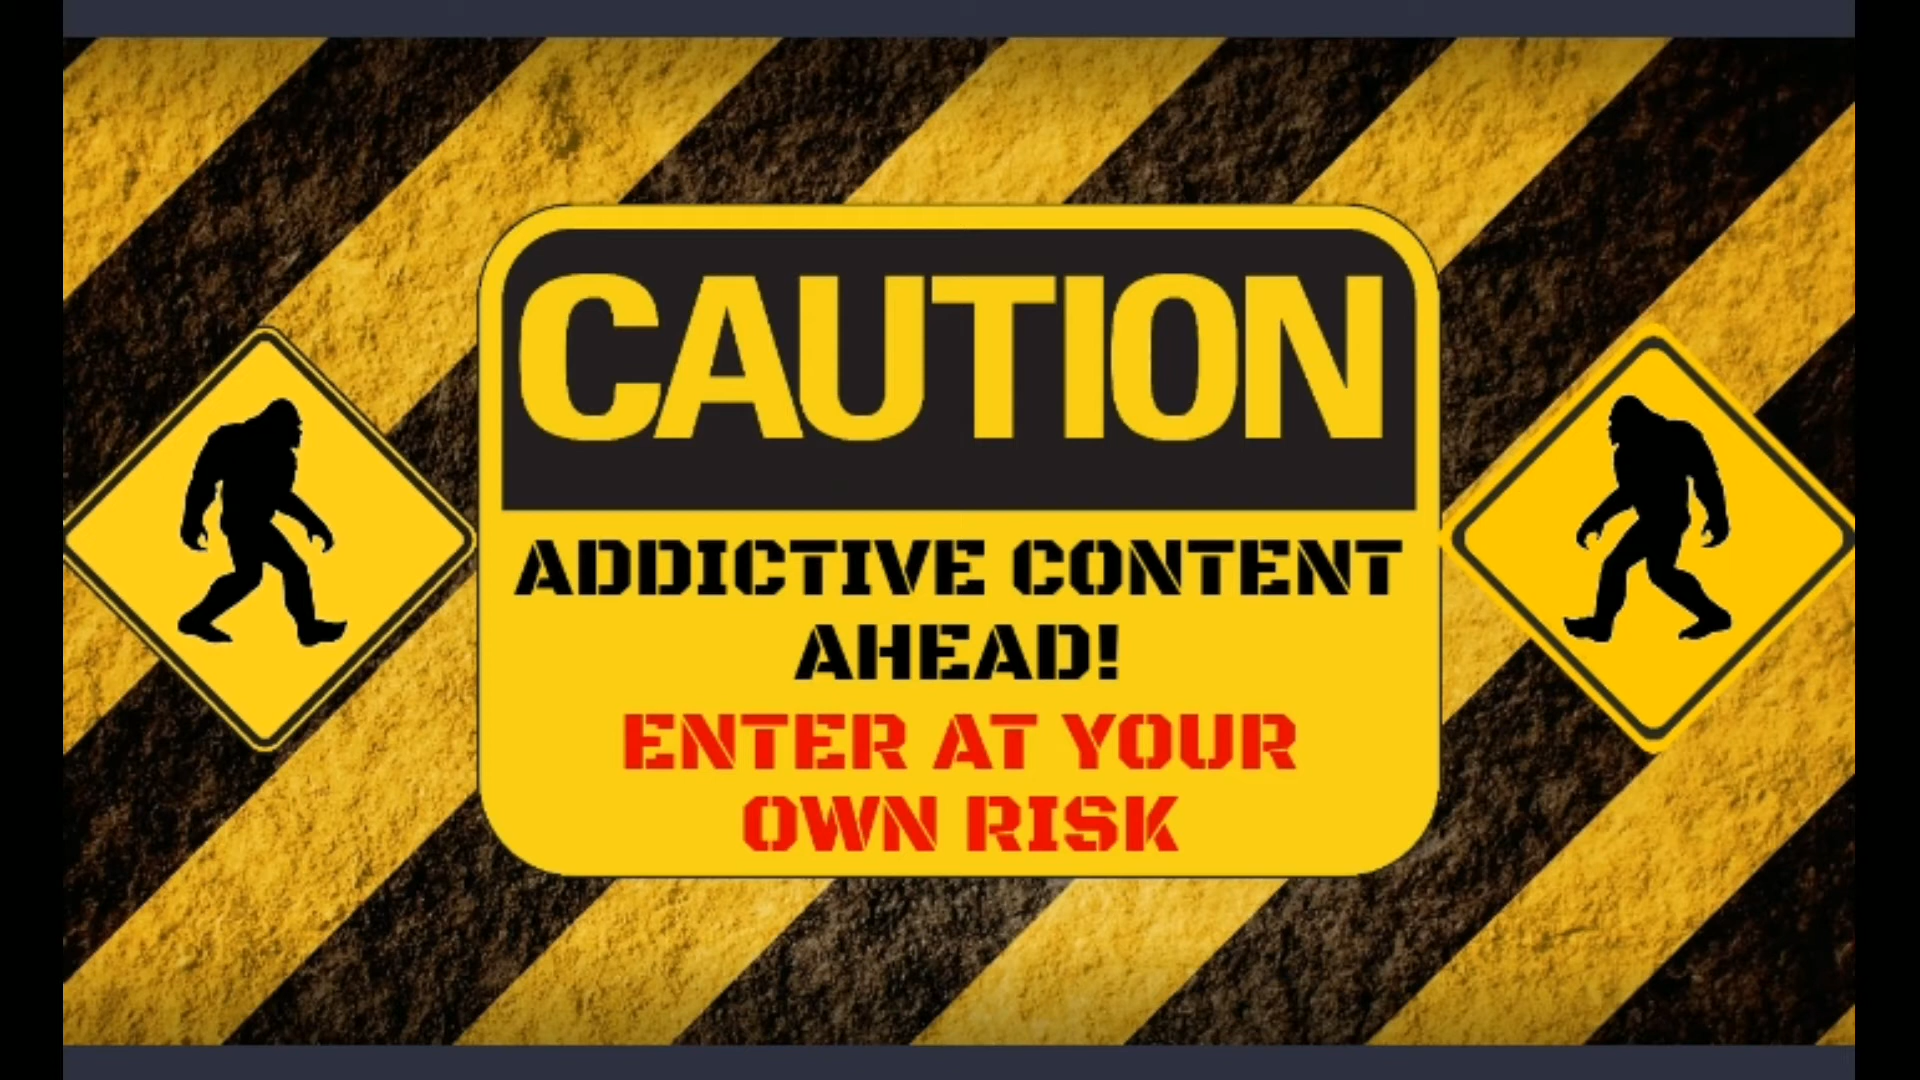 CAUTION
ADDICTIVE CONTENT
AHEAD!
ENTER AT YOUR
OWN RISK